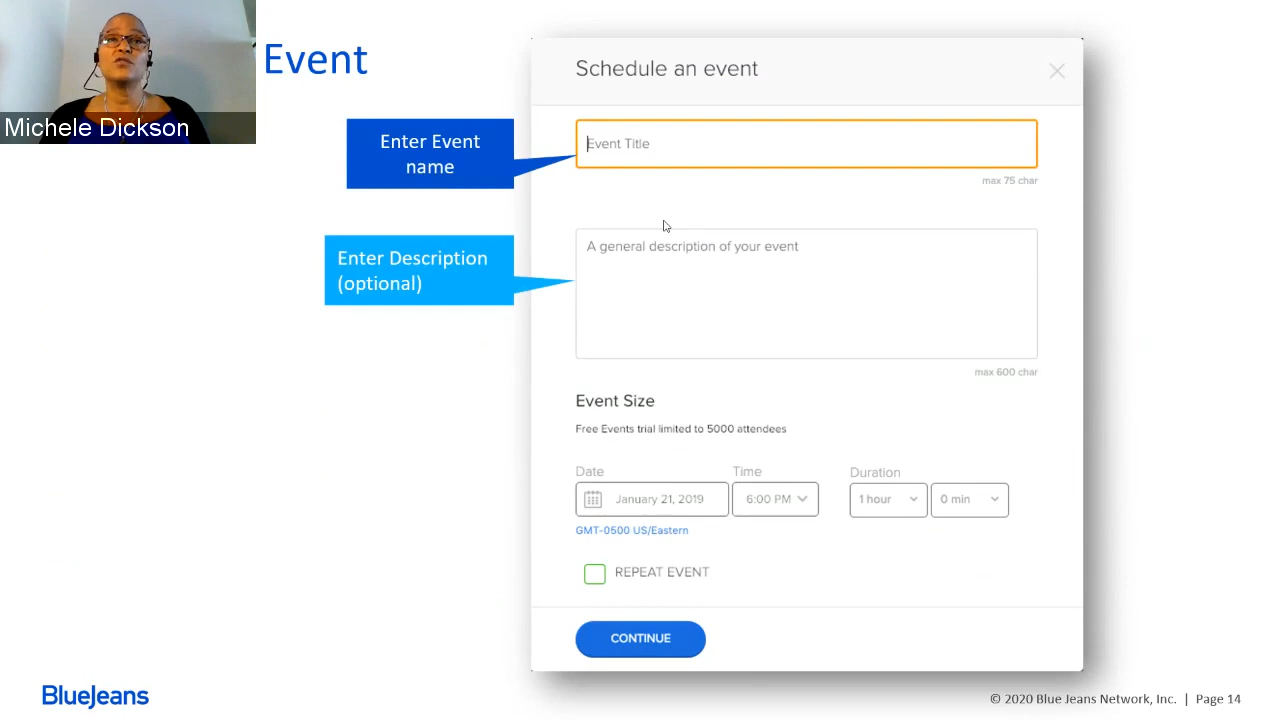 Event
Michele Dickson
Enter Event
name
Enter Description
(optional)
Schedule an event
Event Title
max 75 char
A general description of your event
max 600 char
Event Size
Free Events trial limited to 5000 attendees
Date
Time
Duration
January 21, 2019
6:00 PM
1 hour
0 min
GMT-0500 US/Eastern
REPEAT EVENT
CONTINUE
BlueJeans
© 2020 Blue Jeans Network, Inc. | Page 14